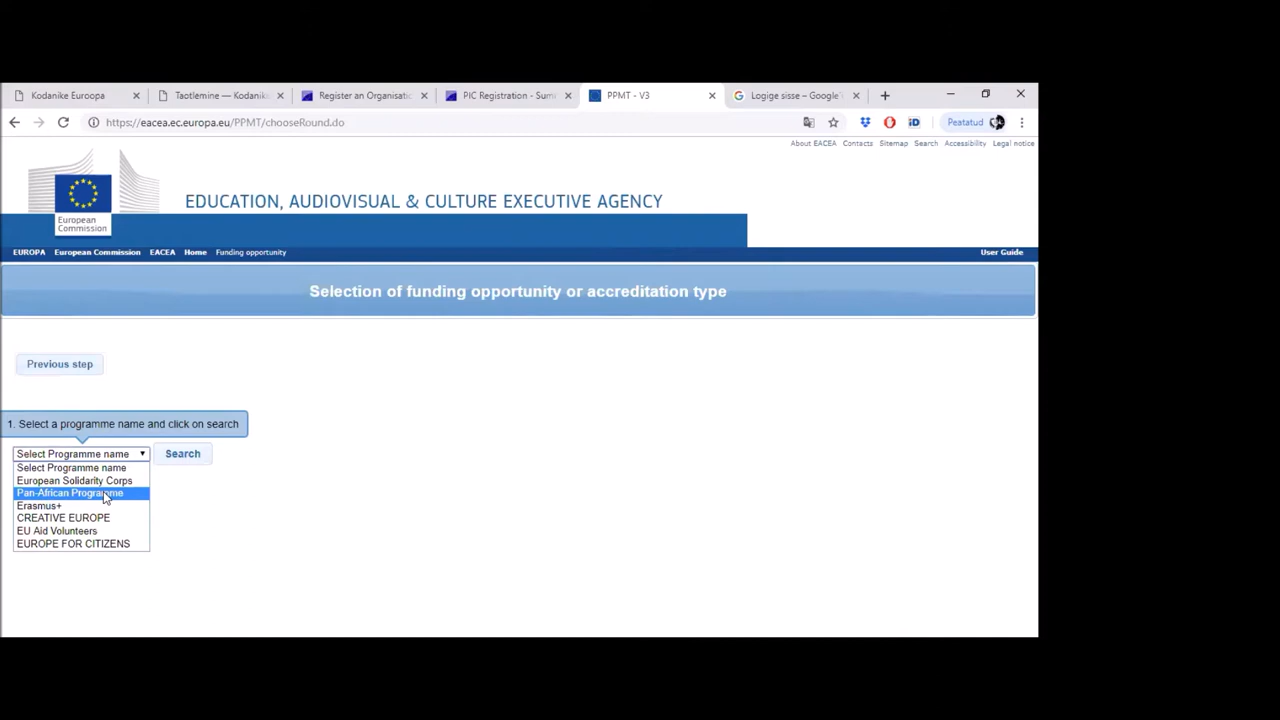 Kodanike Euroopa
Taotlemine — Kodanik
Register an Organisati
PIC Registration - Sum
PPMT - V3
Logige sisse – Google'
https://eacea.ec.europa.eu/PPMT/chooseRound.do
iD
Peatatud
About EACEA Contacts Sitemap Search Accessibility Legal notice
European
Commission
EDUCATION, AUDIOVISUAL & CULTURE EXECUTIVE AGENCY
EUROPA European Commission EACEA Home Funding opportunity User Guide
Selection of funding opportunity or accreditation type
Previous step
1. Select a programme name and click on search
Select Programme name
Search
Select Programme name
European Solidarity Corps
Pan-African Programme
Erasmus+
CREATIVE EUROPE
EU Aid Volunteers
EUROPE FOR CITIZENS